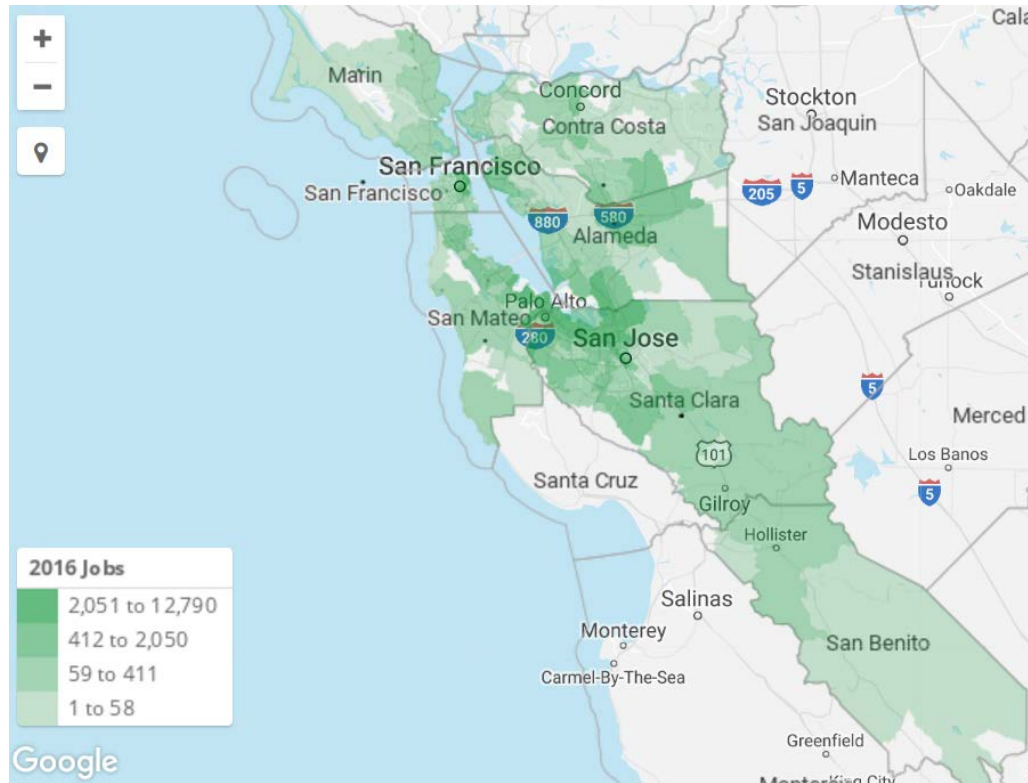 +
−
Cala
Marin
Concord
Contra Costa
Stockton
San Joaquin
San Francisco
San Francisco
205
5
Manteca
Oakdale
880
580
Alameda
Modesto
Stanislaus
Palo Alto
San Mateo
280
San Jose
5
Santa Clara
Merced
101
Los Banos
Santa Cruz
Gilroy
5
Hollister
2016 Jobs
2,051 to 12,790
412 to 2,050
59 to 411
1 to 58
Salinas
Monterey
San Benito
Carmel-By-The-Sea
Greenfield
King City
Google